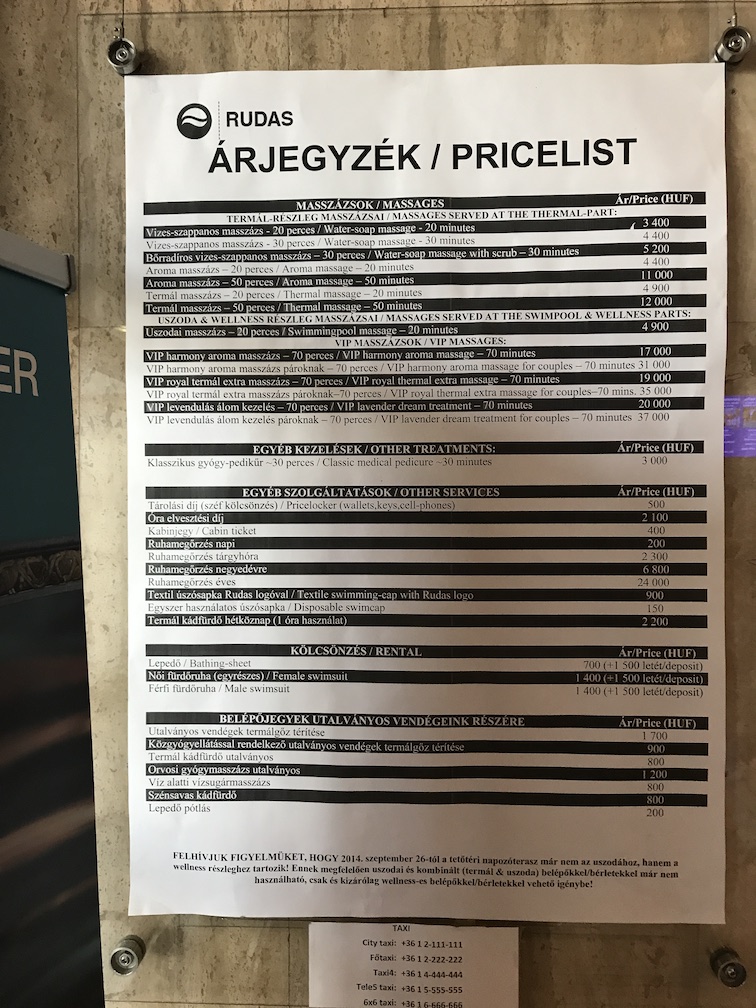 RUDAS
ÁRJEGYZÉK / PRICELIST
MASSZÁZSOK / MASSAGES Ár/Price (HUF)
TERMÁL-RÉSZLEG MASSZÁZSAI / MASSAGES SERVED AT THE THERMAL-PART:
Vizes-szappanos masszázs - 20 perces / Water-soap massage - 20 minutes 3 400
Vizes-szappanos masszázs - 30 perces / Water-soap massage - 30 minutes 4 400
Bőrradíros vizes-szappanos masszázs – 30 perces / Water-soap massage with scrub – 30 minutes 5 200
Aroma masszázs – 20 perces / Aroma massage – 20 minutes 4 400
Aroma masszázs – 50 perces / Aroma massage – 50 minutes 11 000
Termál masszázs – 20 perces / Thermal massage – 20 minutes 4 900
Termál masszázs – 50 perces / Thermal massage – 50 minutes 12 000
USZODA & WELLNESS RÉSZLEG MASSZÁZSAI / MASSAGES SERVED AT THE SWIMPOOL & WELLNESS PARTS:
Uszodai masszázs – 20 perces / Swimmingpool massage – 20 minutes 4 900
VIP MASSZÁZSOK / VIP MASSAGES:
VIP harmony aroma masszázs – 70 perces / VIP harmony aroma massage – 70 minutes 17 000
VIP harmony aroma masszázs pároknak – 70 perces / VIP harmony aroma massage for couples – 70 minutes 31 000
VIP royal termál extra masszázs – 70 perces / VIP royal thermal extra massage – 70 minutes 19 000
VIP royal termál extra masszázs pároknak–70 perces / VIP royal thermal extra massage for couples–70 mins. 35 000
VIP levendulás álom kezelés – 70 perces / VIP lavender dream treatment – 70 minutes 20 000
VIP levendulás álom kezelés pároknak – 70 perces / VIP lavender dream treatment for couples – 70 minutes 37 000
EGYÉB KEZELÉSEK / OTHER TREATMENTS: Ár/Price (HUF)
Klasszikus gyógy-pedikűr ~30 perces / Classic medical pedicure ~30 minutes 3 000
EGYÉB SZOLGÁLTATÁSOK / OTHER SERVICES Ár/Price (HUF)
Tárolási díj (széf kölcsönzés) / Pricelocker (wallets,keys,cell-phones) 500
Óra elvesztési díj 2 100
Kabinjegy / Cabin ticket 400
Ruhamegőrzés napi 200
Ruhamegőrzés tárgyhóra 2 300
Ruhamegőrzés negyedévre 6 800
Ruhamegőrzés éves 24 000
Textil úszósapka Rudas logóval / Textile swimming-cap with Rudas logo 900
Egyszer használatos úszósapka / Disposable swimcap 150
Termál kádfürdő hétköznap (1 óra használat) 2 200
KÖLCSÖNZÉS / RENTAL Ár/Price (HUF)
Lepedő / Bathing-sheet 700 (+1 500 letét/deposit)
Női fürdőruha (egyrészes) / Female swimsuit 1 400 (+1 500 letét/deposit)
Férfi fürdőruha / Male swimsuit 1 400 (+1 500 letét/deposit)
BELÉPŐJEGYEK UTALVÁNYOS VENDÉGEINK RÉSZÉRE Ár/Price (HUF)
Utalványos vendégek termálgőz térítése 1 700
Közgyógyellátással rendelkező utalványos vendégek termálgőz térítése 900
Termál kádfürdő utalványos 800
Orvosi gyógymasszázs utalványos 1 200
Víz alatti vízsugármasszázs 800
Szénsavas kádfürdő 800
Lepedő pótlás 200
FELHÍVJUK FIGYELMÜKET, HOGY 2014. szeptember 26-tól a tetőtéri napozóterasz már nem az uszodához, hanem a
wellness részleghez tartozik! Ennek megfelelően uszodai és kombinált (termál & uszoda) belépőkkel/bérletekkel már nem
használható, csak és kizárólag wellness-es belépőkkel/bérletekkel vehető igénybe!
ER
TAXI
City taxi: +36 1 2-111-111
Főtaxi: +36 1 2-222-222
Taxi4: +36 1 4-444-444
Tele5 taxi: +36 1 5-555-555
6x6 taxi: +36 1 6-666-666